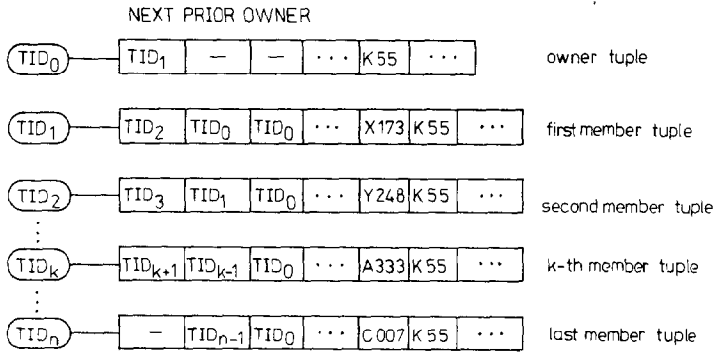 NEXT PRIOR OWNER
TID₀ TID₁ — — ··· K55 ··· owner tuple
TID₁ TID₂ TID₀ TID₀ ··· X173 K55 ··· first member tuple
TID₂ TID₃ TID₁ TID₀ ··· Y248 K55 ··· second member tuple
TIDₖ TIDₖ₊₁ TIDₖ₋₁ TID₀ ··· A333 K55 ··· k-th member tuple
TIDₙ — TIDₙ₋₁ TID₀ ··· C007 K55 ··· last member tuple